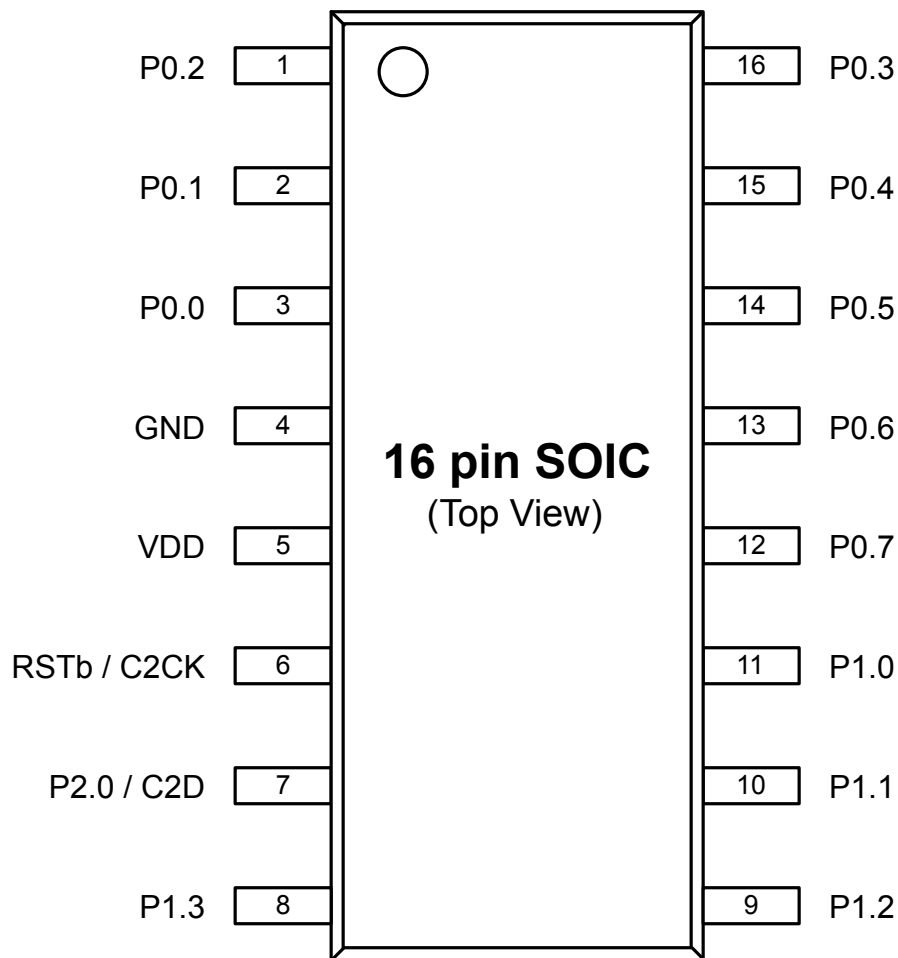 P0.2 1 16 P0.3
P0.1 2 15 P0.4
P0.0 3 14 P0.5
GND 4 13 P0.6
16 pin SOIC
(Top View)
VDD 5 12 P0.7
RSTb / C2CK 6 11 P1.0
P2.0 / C2D 7 10 P1.1
P1.3 8 9 P1.2